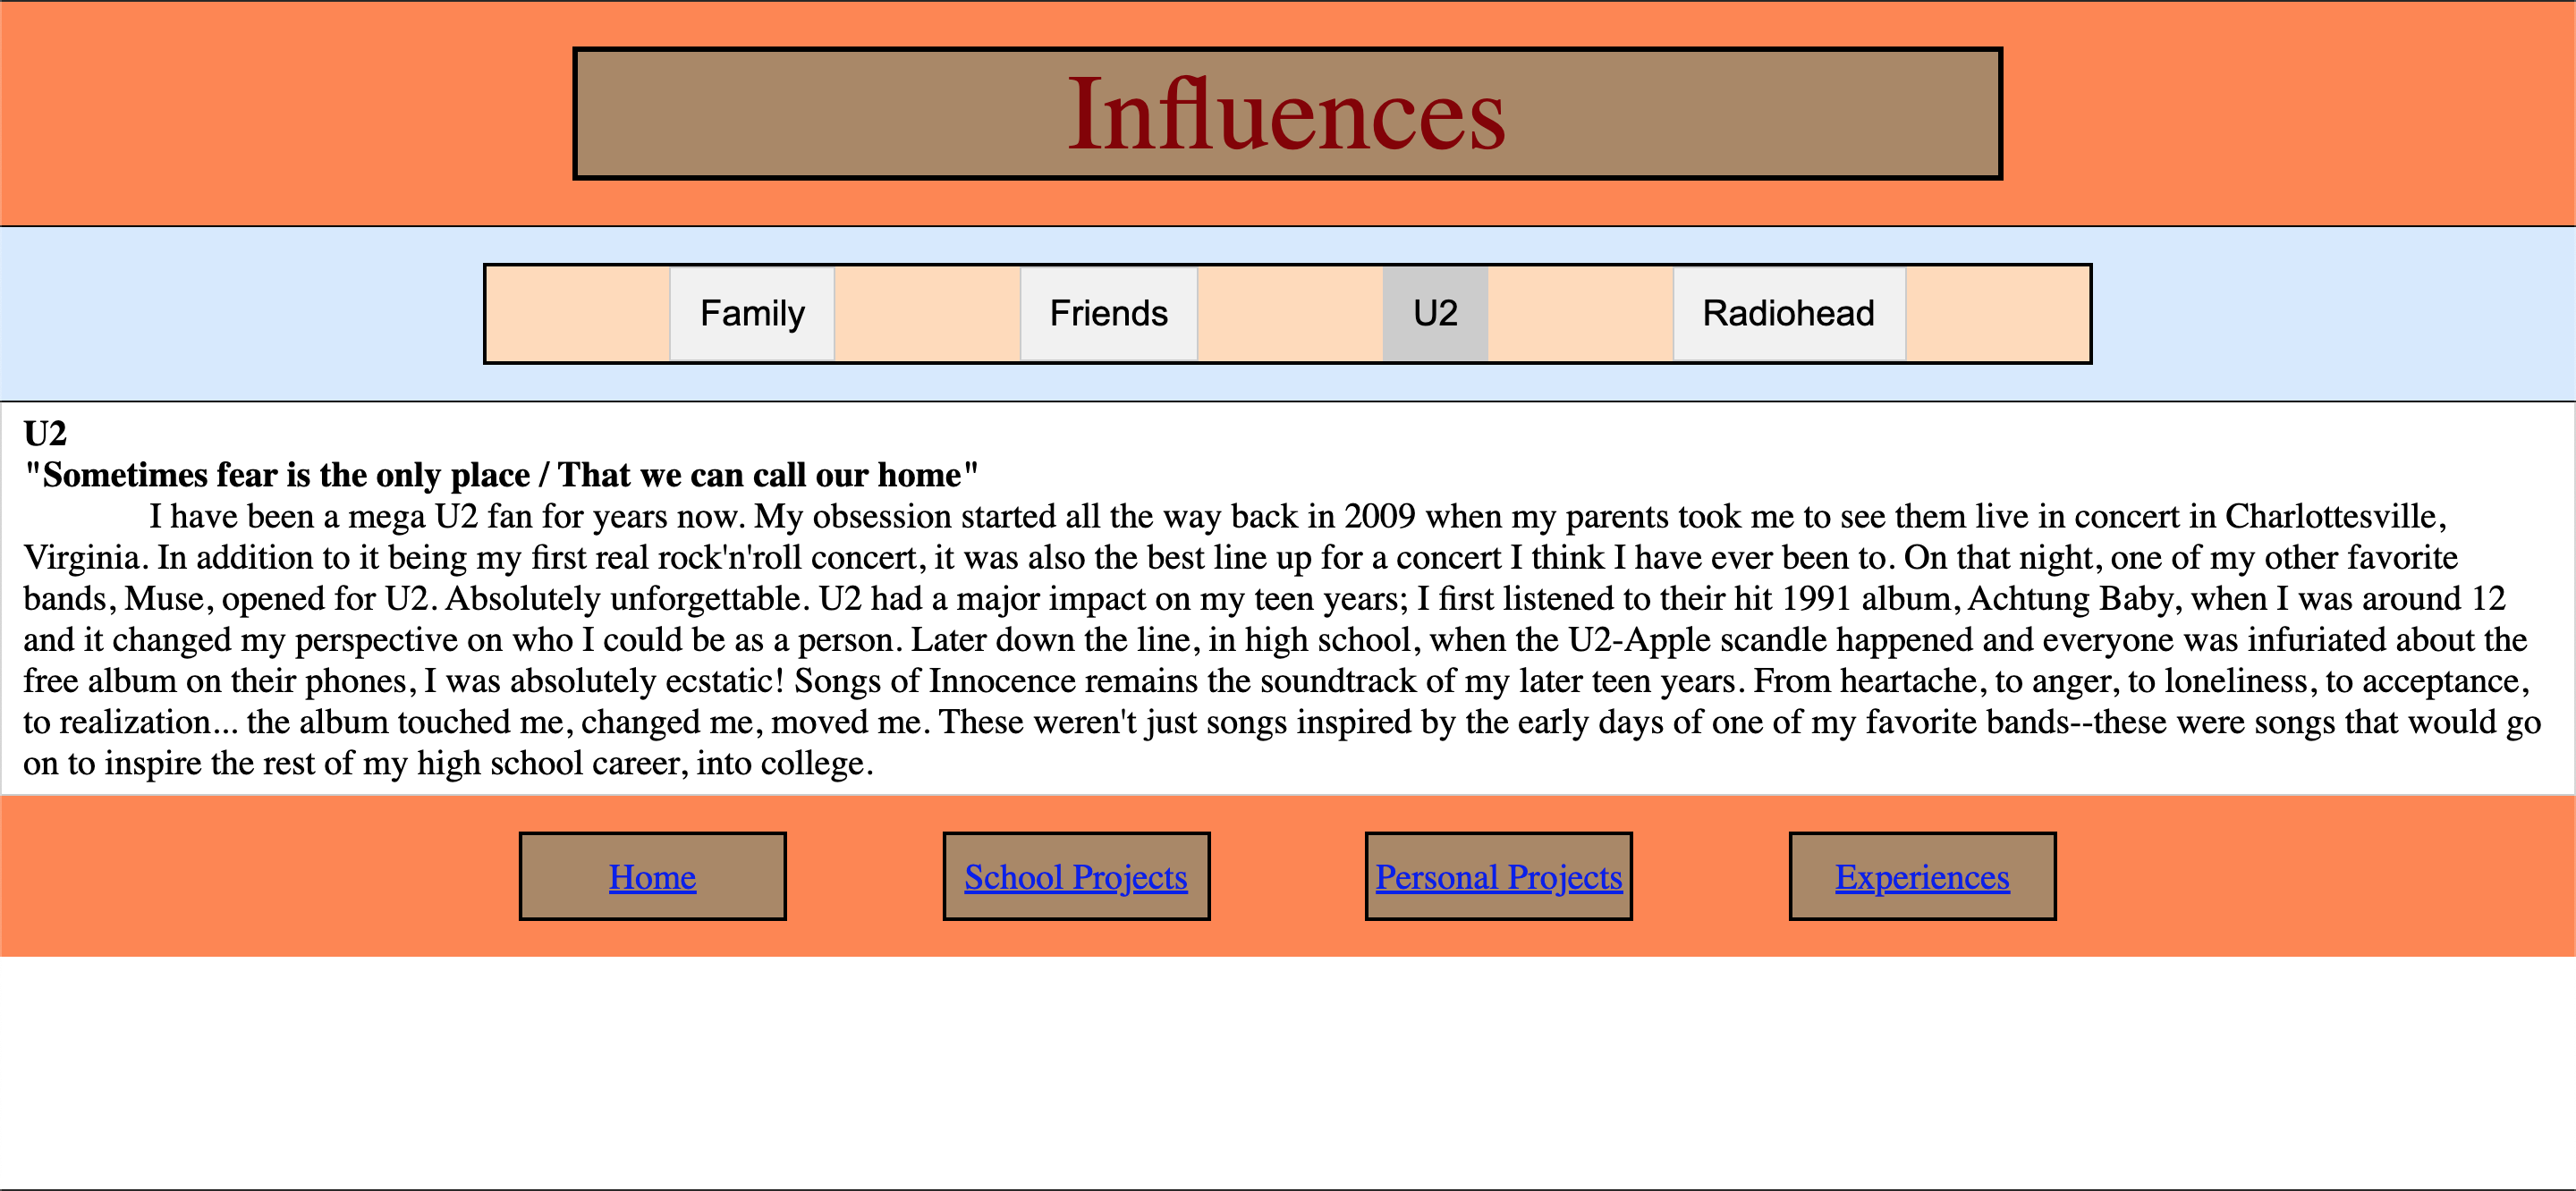 Influences
Family Friends U2 Radiohead
U2
"Sometimes fear is the only place / That we can call our home"
I have been a mega U2 fan for years now. My obsession started all the way back in 2009 when my parents took me to see them live in concert in Charlottesville,
Virginia. In addition to it being my first real rock'n'roll concert, it was also the best line up for a concert I think I have ever been to. On that night, one of my other favorite
bands, Muse, opened for U2. Absolutely unforgettable. U2 had a major impact on my teen years; I first listened to their hit 1991 album, Achtung Baby, when I was around 12
and it changed my perspective on who I could be as a person. Later down the line, in high school, when the U2-Apple scandle happened and everyone was infuriated about the
free album on their phones, I was absolutely ecstatic! Songs of Innocence remains the soundtrack of my later teen years. From heartache, to anger, to loneliness, to acceptance,
to realization... the album touched me, changed me, moved me. These weren't just songs inspired by the early days of one of my favorite bands--these were songs that would go
on to inspire the rest of my high school career, into college.
Home School Projects Personal Projects Experiences